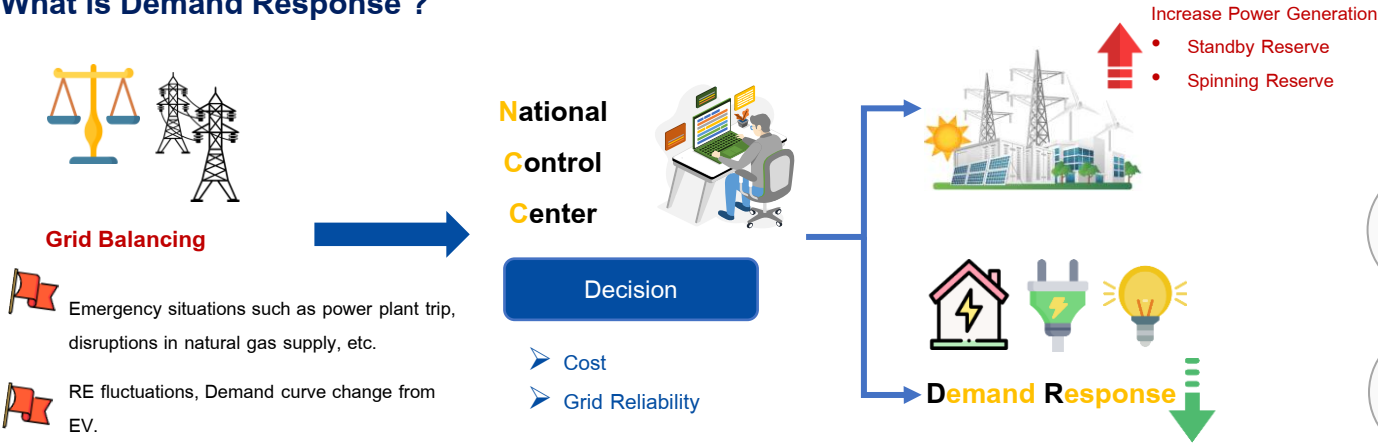 What is Demand Response ?
Grid Balancing
Emergency situations such as power plant trip,
disruptions in natural gas supply, etc.
RE fluctuations, Demand curve change from
EV.
National
Control
Center
Decision
Cost
Grid Reliability
Increase Power Generation
Standby Reserve
Spinning Reserve
Demand Response